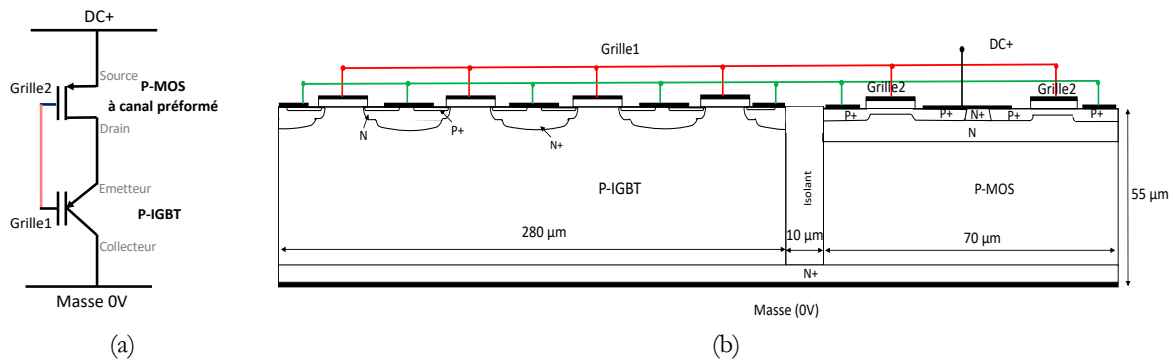 DC+
Source
Grille2
P-MOS
à canal préformé
Drain
Emetteur
P-IGBT
Grille1
Collecteur
Masse 0V
(a)
Grille1
DC+
Grille2
Grille2
N
P+
N+
P+
P+
N+
P+
P+
N
P-IGBT
Isolant
P-MOS
55 µm
280 µm
10 µm
70 µm
N+
Masse (0V)
(b)